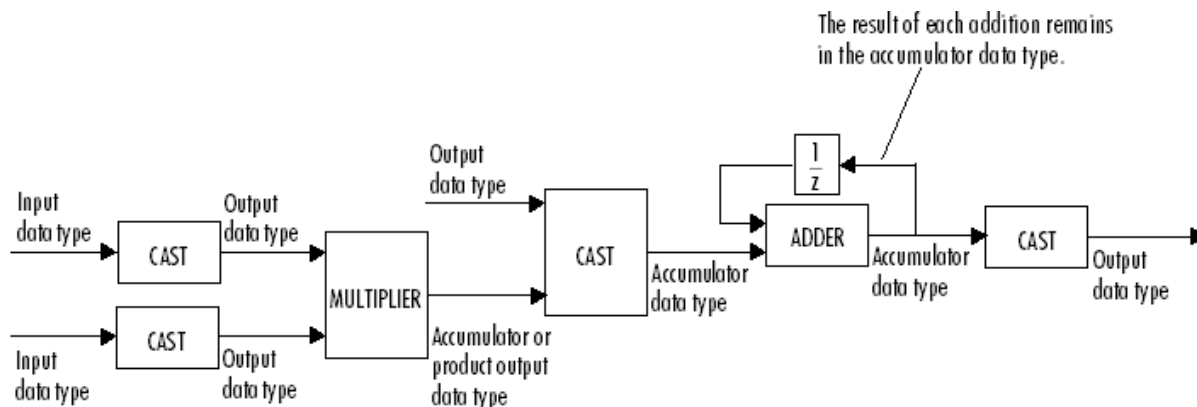 The result of each addition remains
in the accumulator data type.
Output
data type
1
z
Input
data type
Output
data type
CAST
CAST
ADDER
CAST
MULTIPLIER
Accumulator
data type
Accumulator
data type
Output
data type
CAST
Input
data type
Output
data type
Accumulator or
product output
data type